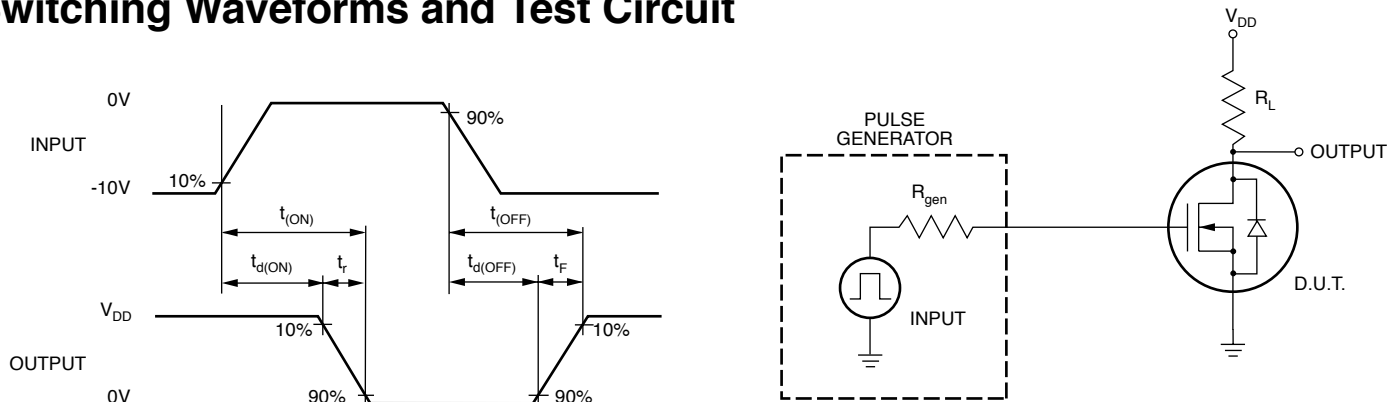 witching Waveforms and Test Circuit
0V
INPUT
-10V
10%
90%
t(ON)
t(OFF)
td(ON)
tr
td(OFF)
tF
VDD
10%
10%
OUTPUT
0V
90%
90%
VDD
RL
OUTPUT
PULSE
GENERATOR
Rgen
INPUT
D.U.T.